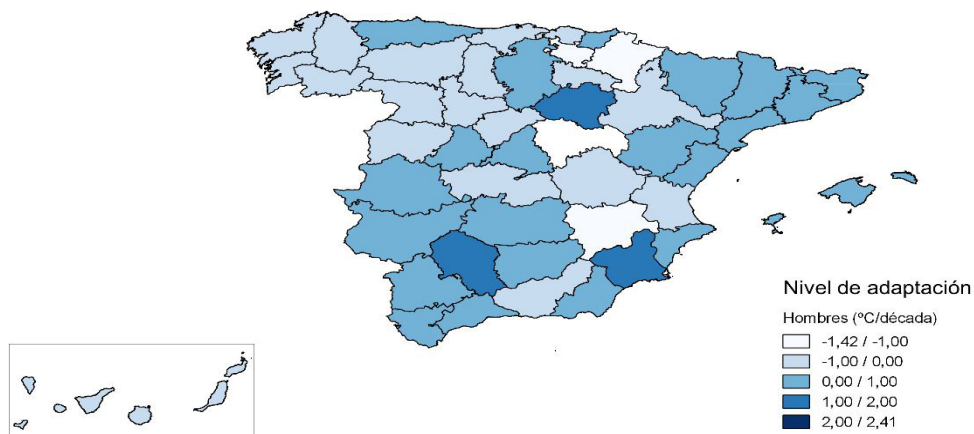 Nivel de adaptación
Hombres (ºC/década)
-1,42 / -1,00
-1,00 / 0,00
0,00 / 1,00
1,00 / 2,00
2,00 / 2,41